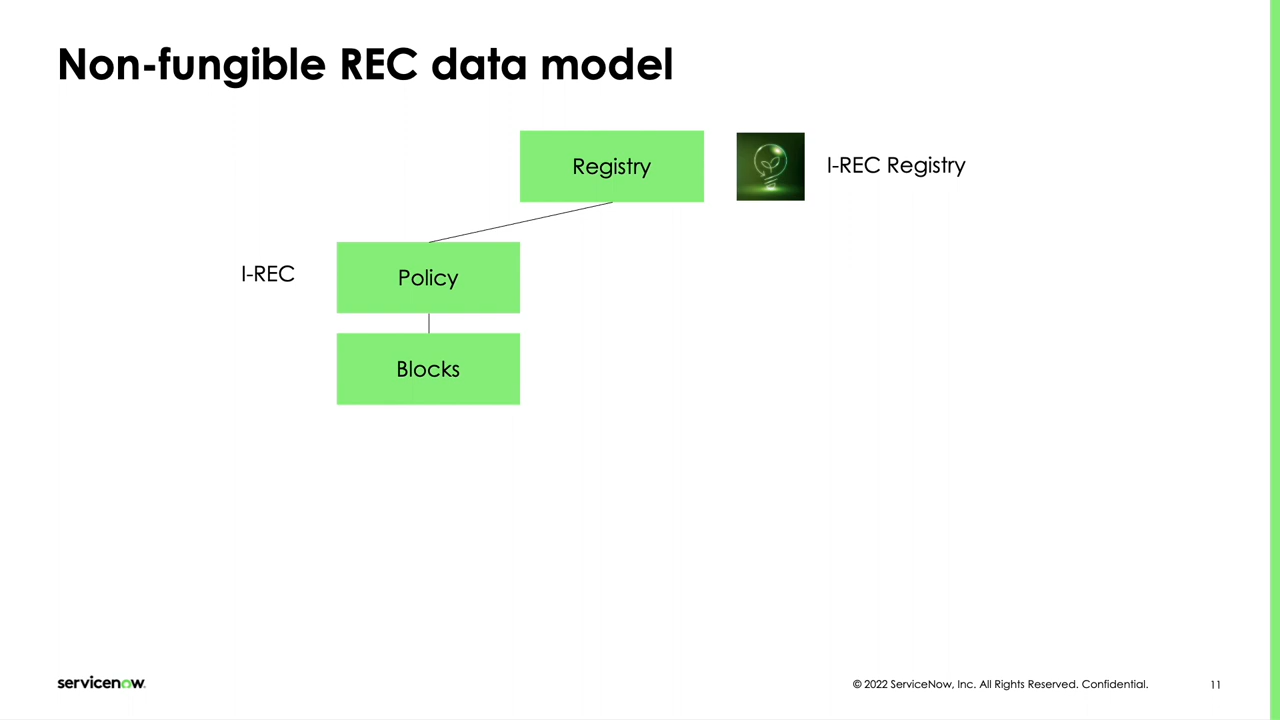 Non-fungible REC data model
Registry
I-REC Registry
I-REC
Policy
Blocks
servicenow.
© 2022 ServiceNow, Inc. All Rights Reserved. Confidential.
11